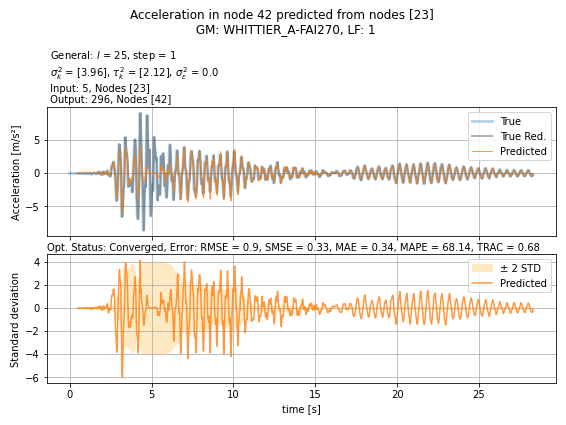 Acceleration in node 42 predicted from nodes [23]
GM: WHITTIER_A-FAI270, LF: 1
General: l = 25, step = 1
σ²ₖ = [3.96], τ²ₖ = [2.12], σ²ε = 0.0
Input: 5, Nodes [23]
Output: 296, Nodes [42]
Acceleration [m/s²]
5
0
−5
True
True Red.
Predicted
Opt. Status: Converged, Error: RMSE = 0.9, SMSE = 0.33, MAE = 0.34, MAPE = 68.14, TRAC = 0.68
Standard deviation
4
2
0
−2
−4
−6
± 2 STD
Predicted
0 5 10 15 20 25
time [s]